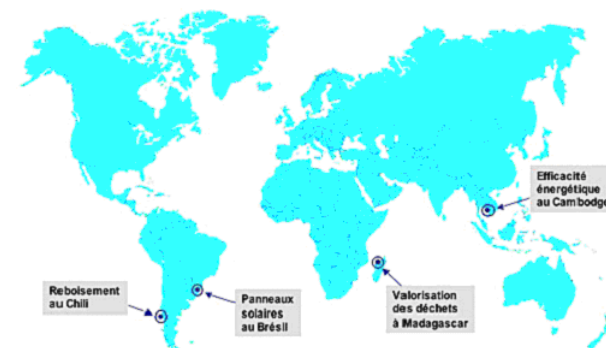 Efficacité
énergétique
au Cambodge
Reboisement
au Chili
Panneaux
solaires
au Brésil
Valorisation
des déchets
à Madagascar